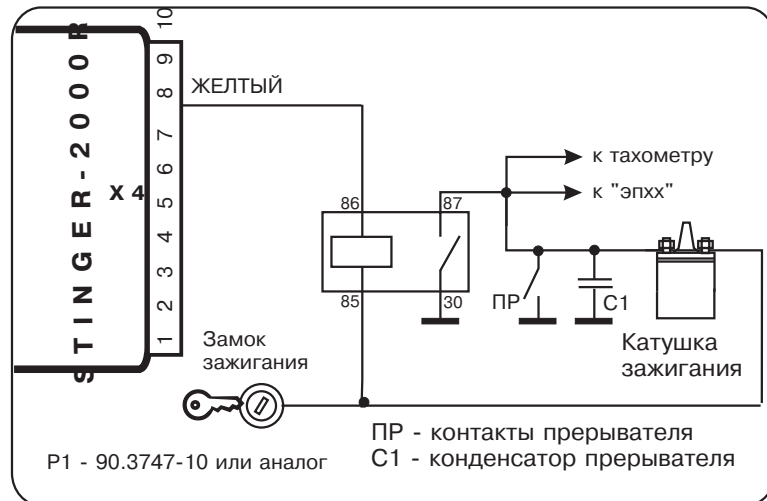 STINGER-2000R
X 4
10
9
8
7
6
5
4
3
2
1
ЖЕЛТЫЙ
к тахометру
к "эпхх"
86
87
85
30
ПР
С1
Замок
зажигания
Катушка
зажигания
ПР - контакты прерывателя
С1 - конденсатор прерывателя
Р1 - 90.3747-10 или аналог